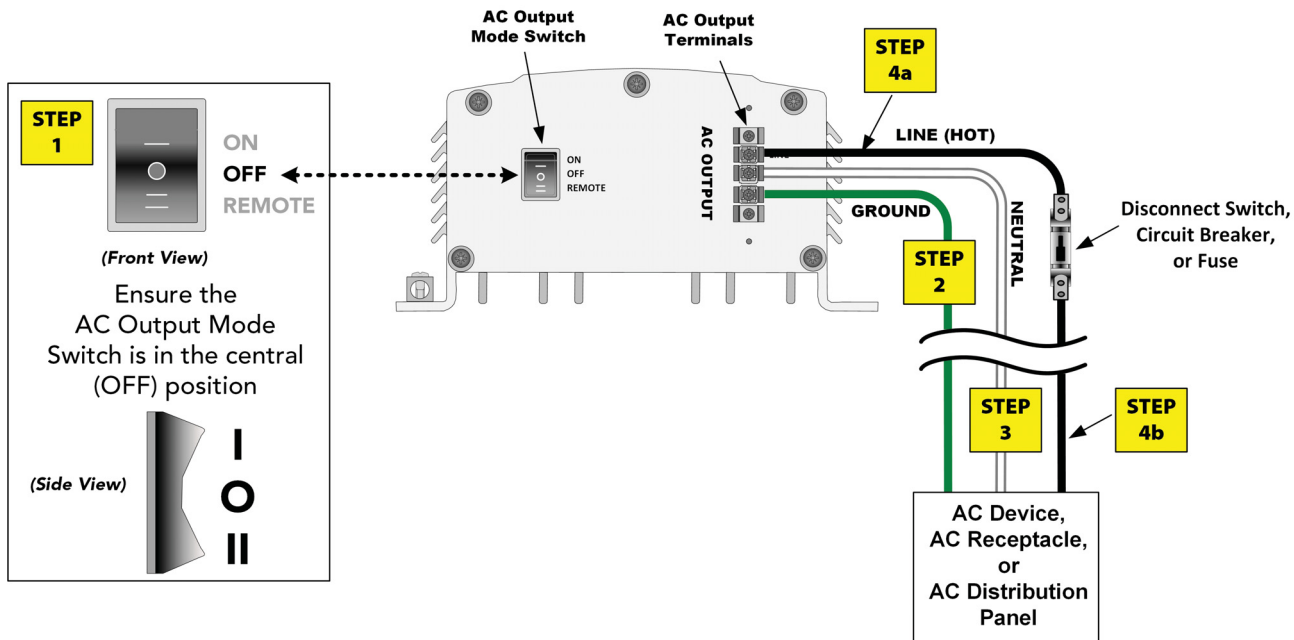 AC Output
Mode Switch
AC Output
Terminals
STEP
4a
STEP
1
ON
OFF
REMOTE
(Front View)
Ensure the
AC Output Mode
Switch is in the central
(OFF) position
(Side View)
I
O
II
ON
OFF
REMOTE
AC OUTPUT
LINE (HOT)
GROUND
NEUTRAL
STEP
2
Disconnect Switch,
Circuit Breaker,
or Fuse
STEP
3
STEP
4b
AC Device,
AC Receptacle,
or
AC Distribution
Panel